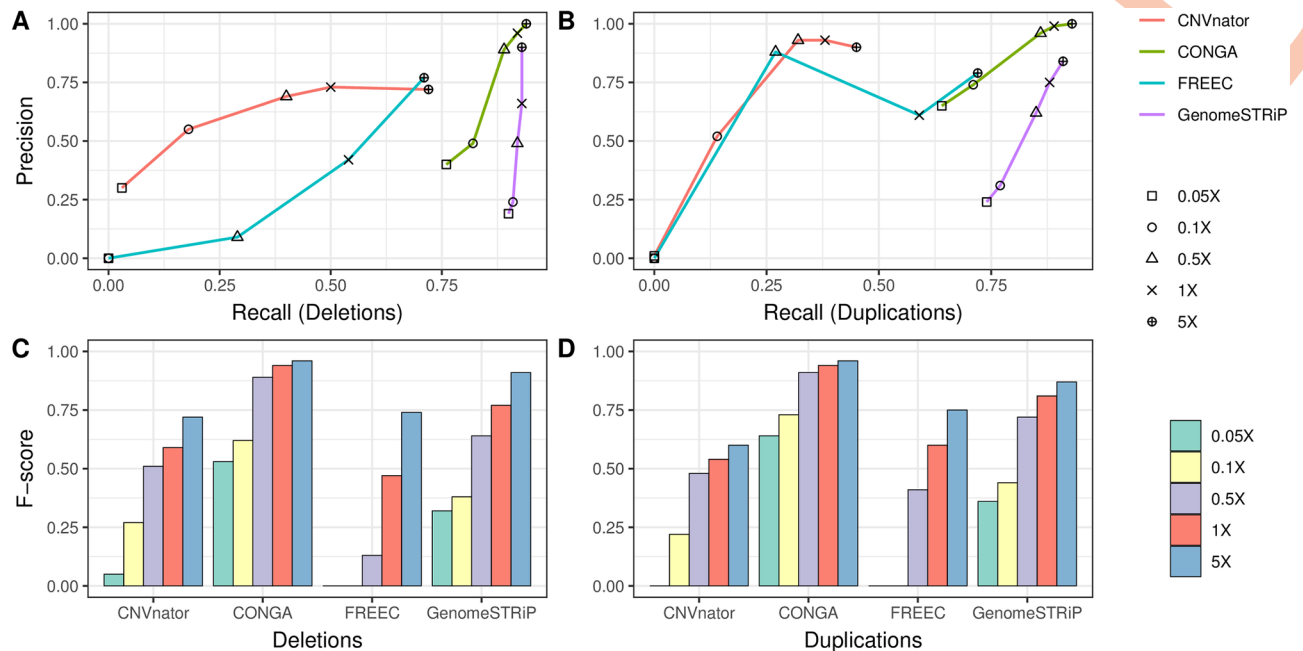 A
1.00
0.75
0.50
0.25
0.00
Precision
0.00 0.25 0.50 0.75
Recall (Deletions)
B
1.00
0.75
0.50
0.25
0.00
0.00 0.25 0.50 0.75
Recall (Duplications)
CNVnator
CONGA
FREEC
GenomeSTRiP
0.05X
0.1X
0.5X
1X
5X
C
1.00
0.75
0.50
0.25
0.00
F−score
CNVnator CONGA FREEC GenomeSTRiP
Deletions
D
1.00
0.75
0.50
0.25
0.00
CNVnator CONGA FREEC GenomeSTRiP
Duplications
0.05X
0.1X
0.5X
1X
5X